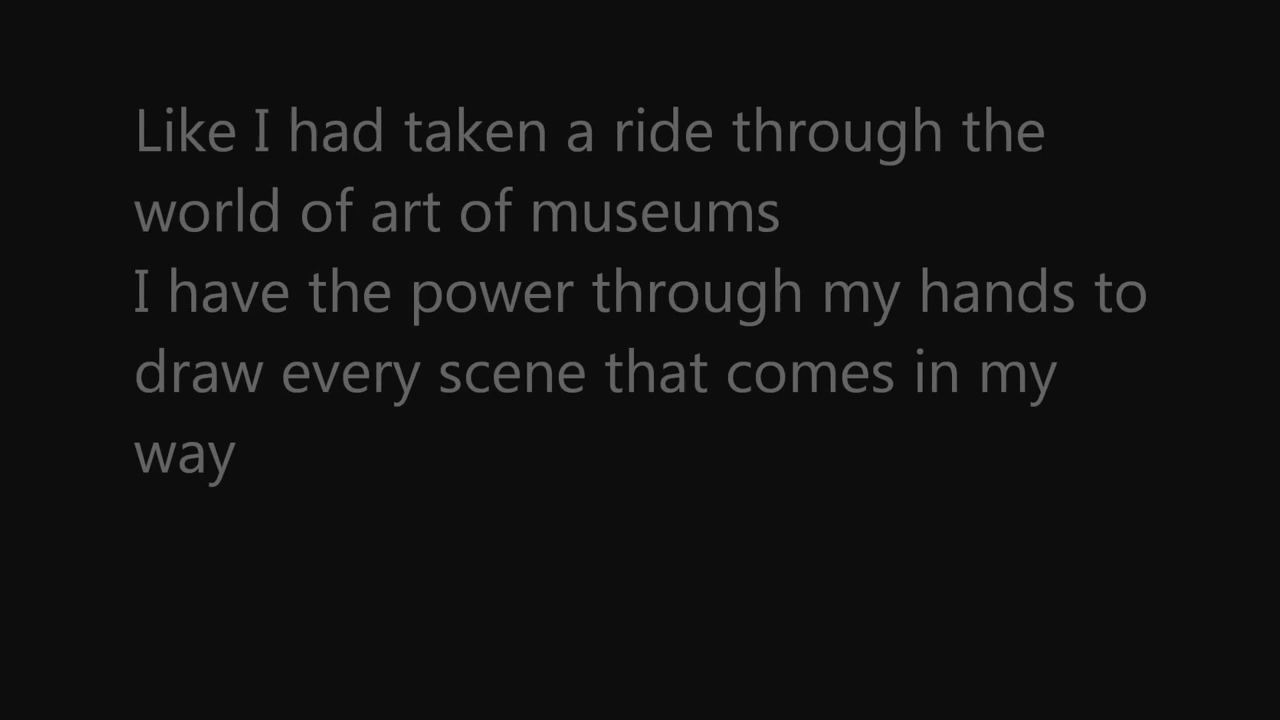 Like I had taken a ride through the
world of art of museums
I have the power through my hands to
draw every scene that comes in my
way